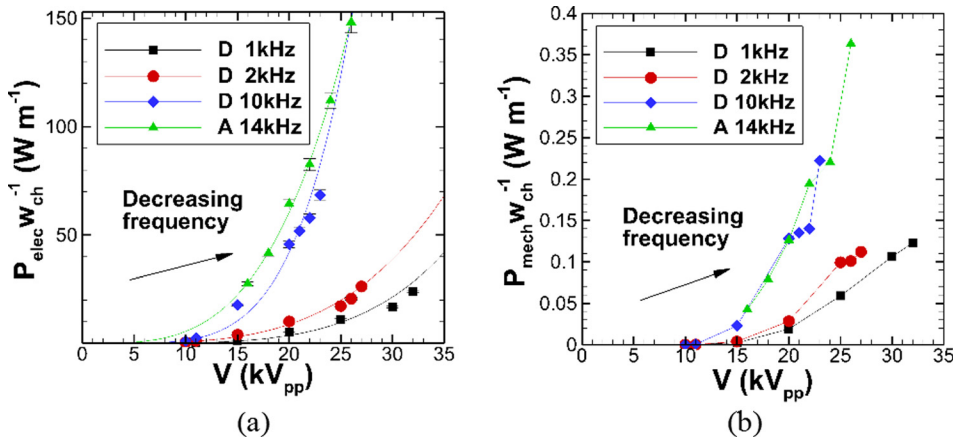 150
100
50
P_elec w_ch^-1 (W m^-1)
D 1kHz
D 2kHz
D 10kHz
A 14kHz
Decreasing
frequency
0 5 10 15 20 25 30 35
V (kV_pp)
(a)
0.4
0.35
0.3
0.25
0.2
0.15
0.1
0.05
0
P_mech w_ch^-1 (W m^-1)
D 1kHz
D 2kHz
D 10kHz
A 14kHz
Decreasing
frequency
0 5 10 15 20 25 30 35
V (kV_pp)
(b)